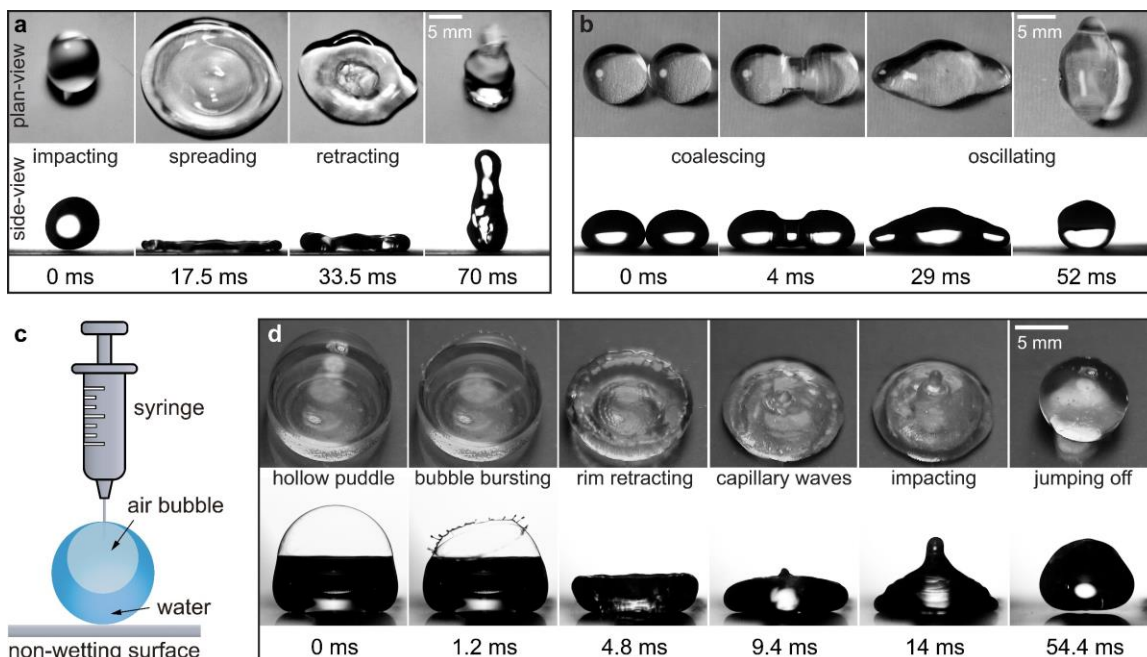 a
plan-view
5 mm
impacting spreading retracting
side-view
0 ms 17.5 ms 33.5 ms 70 ms
b
5 mm
coalescing oscillating
0 ms 4 ms 29 ms 52 ms
c
syringe
air bubble
water
non-wetting surface
d
5 mm
hollow puddle bubble bursting rim retracting capillary waves impacting jumping off
0 ms 1.2 ms 4.8 ms 9.4 ms 14 ms 54.4 ms